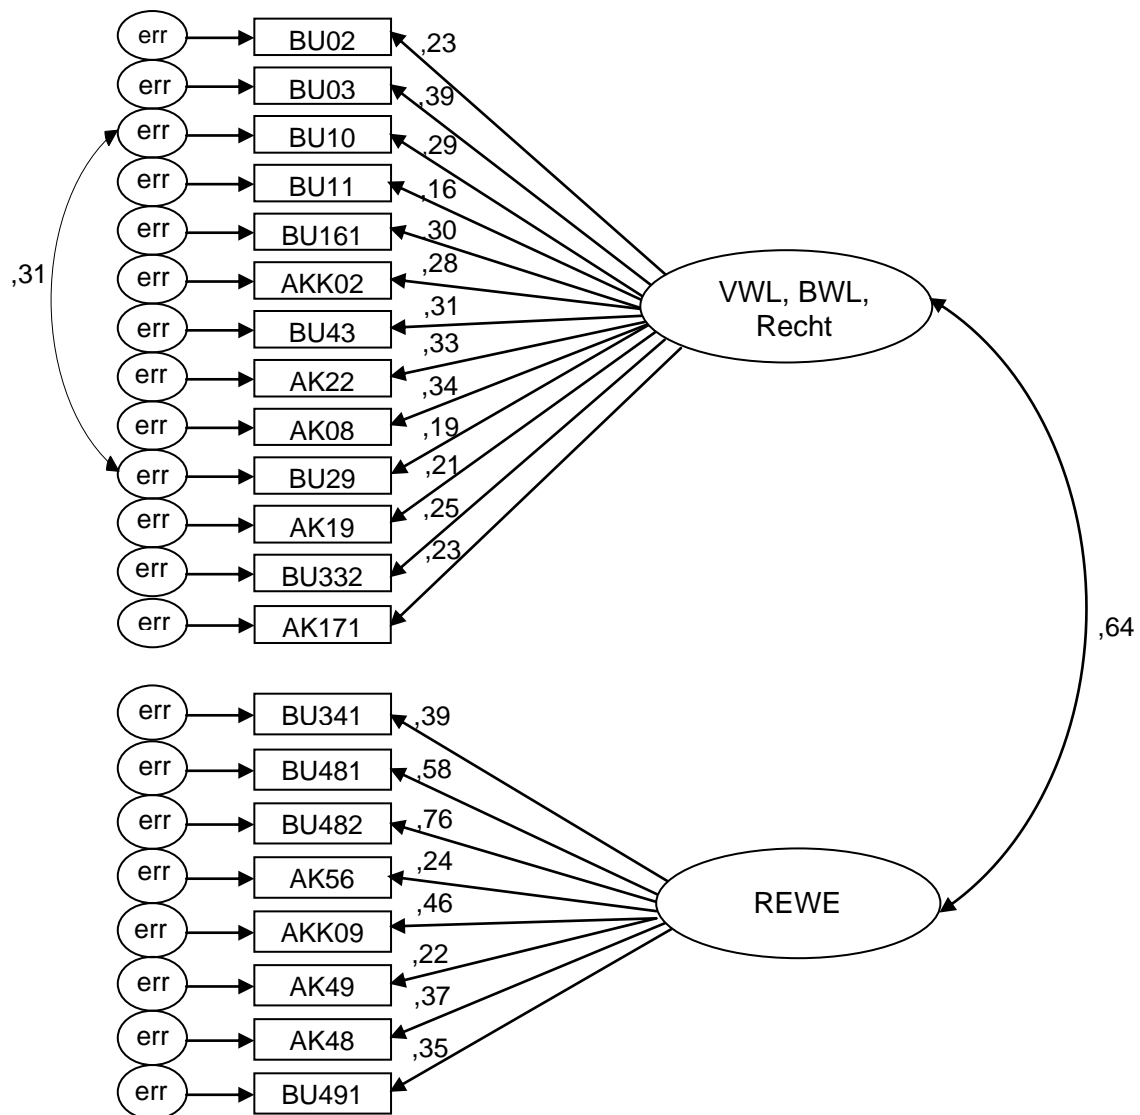 err BU02 ,23
err BU03 ,39
err BU10 ,29
err BU11 ,16
err BU161 ,30
err AKK02 ,28
,31
err BU43 ,31
err AK22 ,33
err AK08 ,34
err BU29 ,19
err AK19 ,21
err BU332 ,25
err AK171 ,23
VWL, BWL,
Recht
,64
err BU341 ,39
err BU481 ,58
err BU482 ,76
err AK56 ,24
err AKK09 ,46
err AK49 ,22
err AK48 ,37
err BU491 ,35
REWE